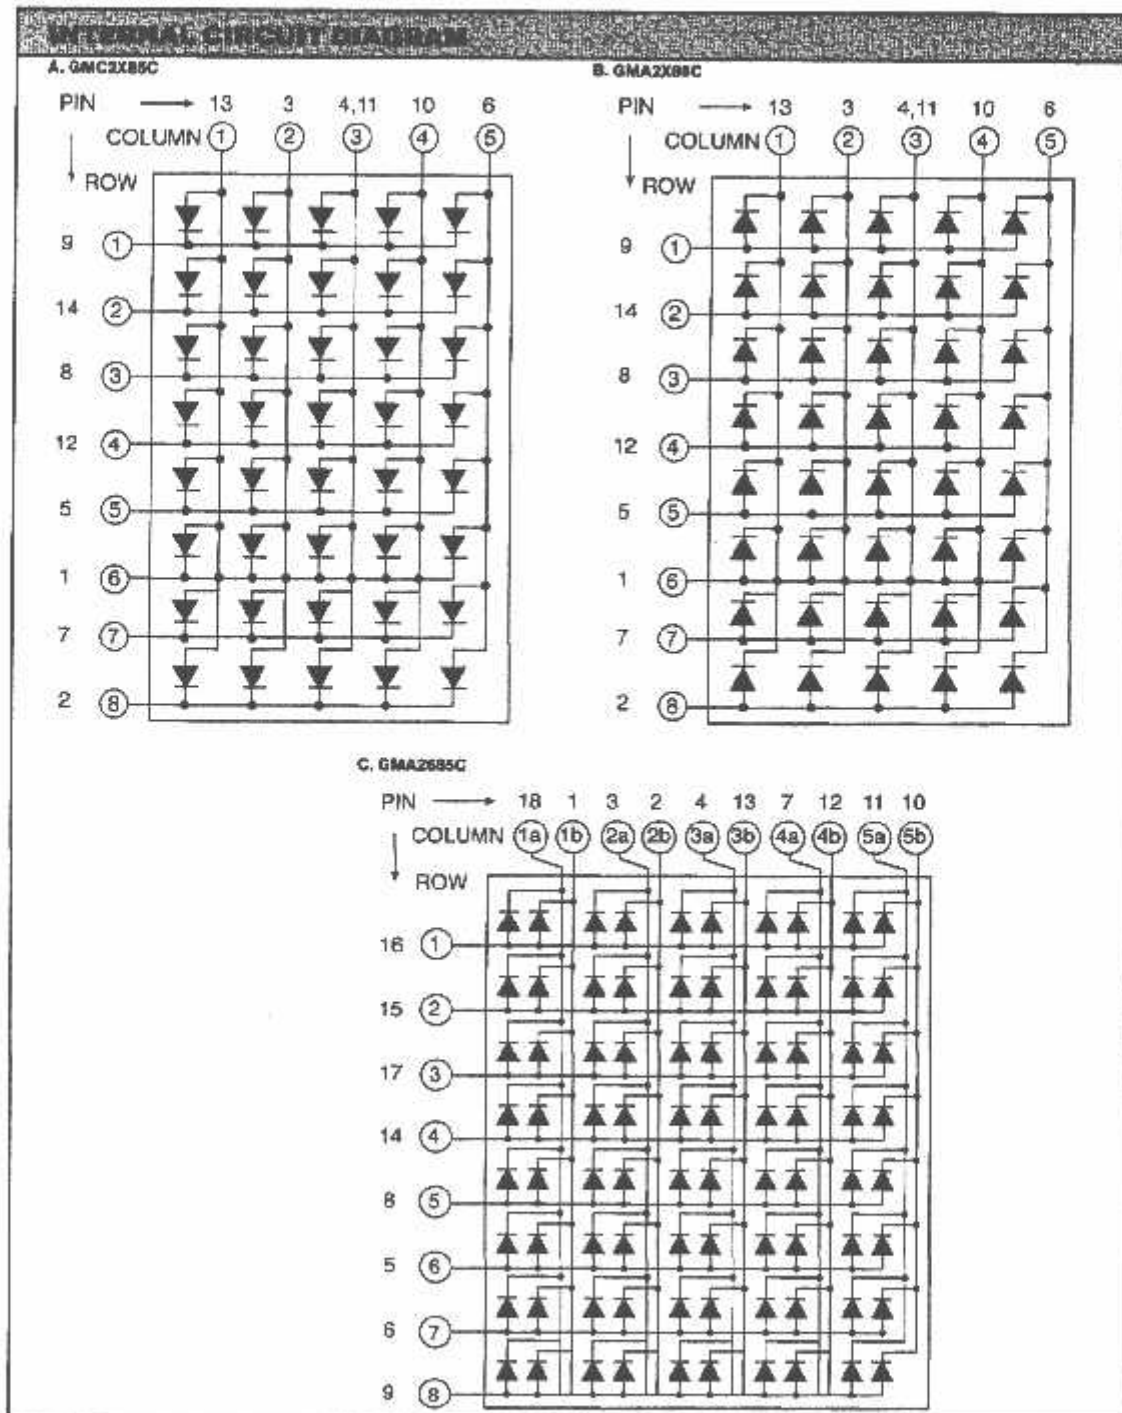 INTERNAL CIRCUIT DIAGRAM
A. GMC2X85C
PIN 13 3 4,11 10 6
COLUMN 1 2 3 4 5
ROW
9 1
14 2
8 3
12 4
5 5
1 6
7 7
2 8
B. GMA2X85C
PIN 13 3 4,11 10 6
COLUMN 1 2 3 4 5
ROW
9 1
14 2
8 3
12 4
5 5
1 6
7 7
2 8
C. GMA2685C
PIN 18 1 3 2 4 13 7 12 11 10
COLUMN 1a 1b 2a 2b 3a 3b 4a 4b 5a 5b
ROW
16 1
15 2
17 3
14 4
8 5
5 6
6 7
9 8